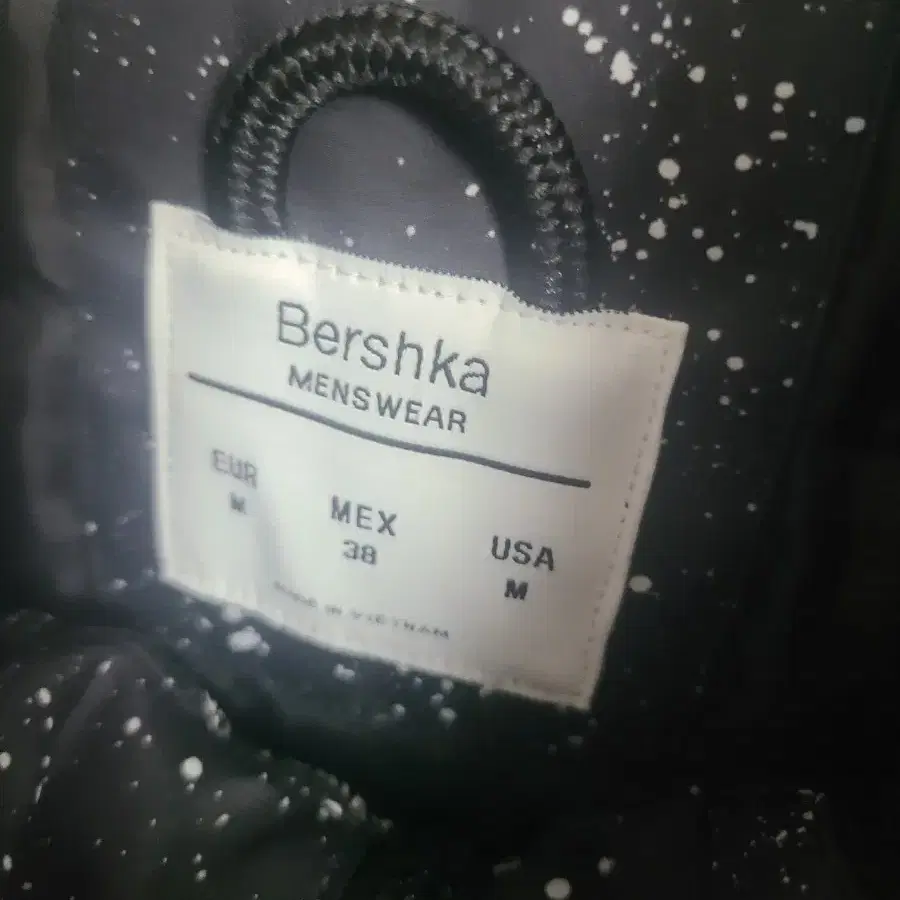 Bershka
MENSWEAR
EUR MEX USA
M 38 M
MADE IN VIETNAM